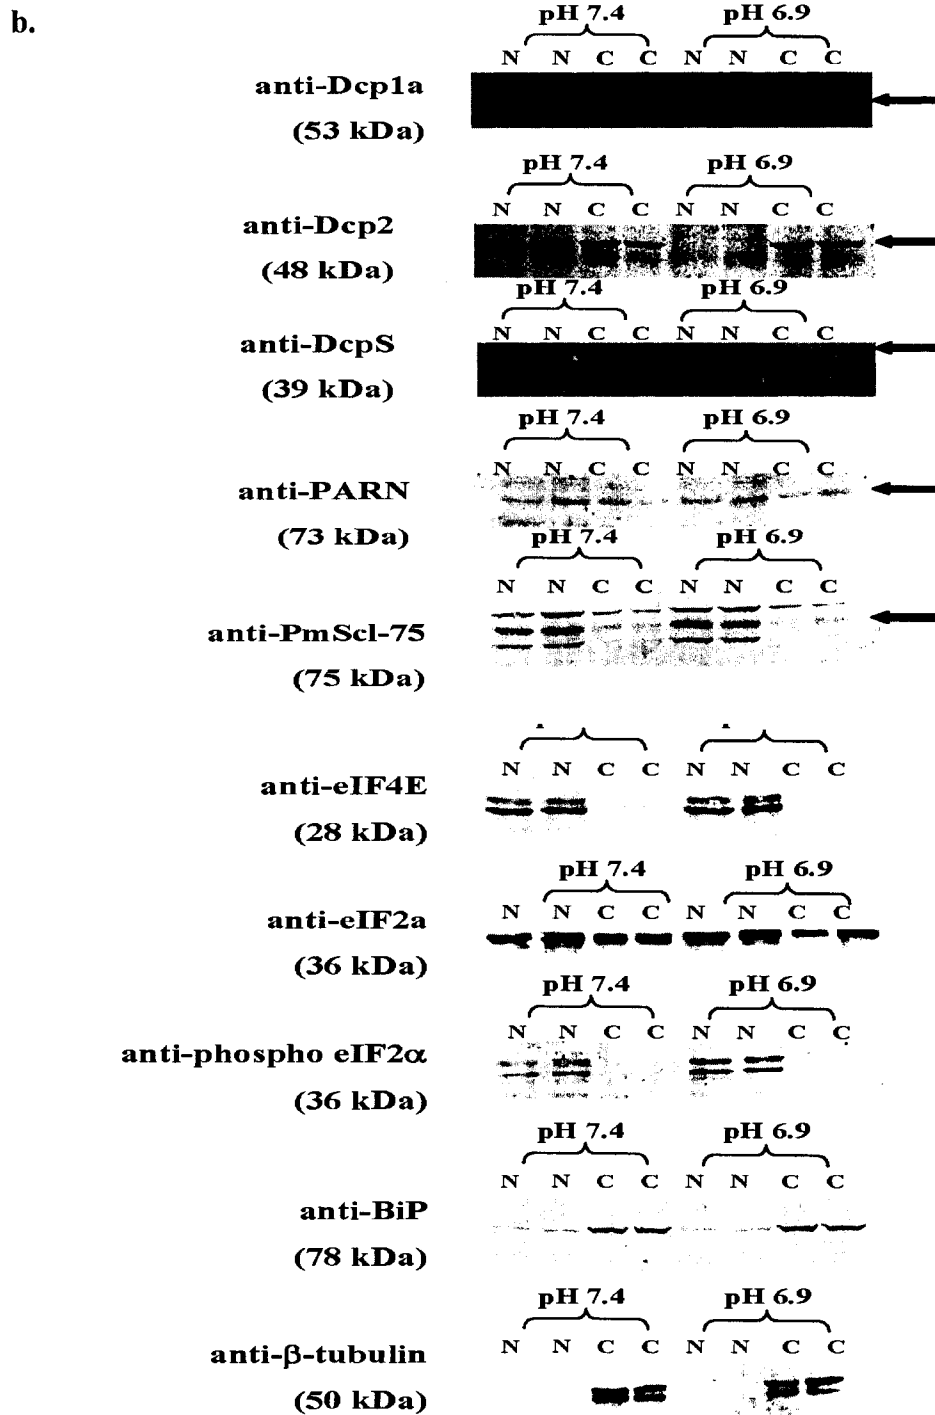 b.
pH 7.4 pH 6.9
N N C C N N C C
anti-Dcp1a
(53 kDa)
pH 7.4 pH 6.9
N N C C N N C C
anti-Dcp2
(48 kDa)
pH 7.4 pH 6.9
N N C C N N C C
anti-DcpS
(39 kDa)
pH 7.4 pH 6.9
N N C C N N C C
anti-PARN
(73 kDa)
pH 7.4 pH 6.9
N N C C N N C C
anti-PmScl-75
(75 kDa)
N N C C N N C C
anti-eIF4E
(28 kDa)
pH 7.4 pH 6.9
N N C C N N C C
anti-eIF2a
(36 kDa)
pH 7.4 pH 6.9
N N C C N N C C
anti-phospho eIF2α
(36 kDa)
pH 7.4 pH 6.9
N N C C N N C C
anti-BiP
(78 kDa)
pH 7.4 pH 6.9
N N C C N N C C
anti-β-tubulin
(50 kDa)